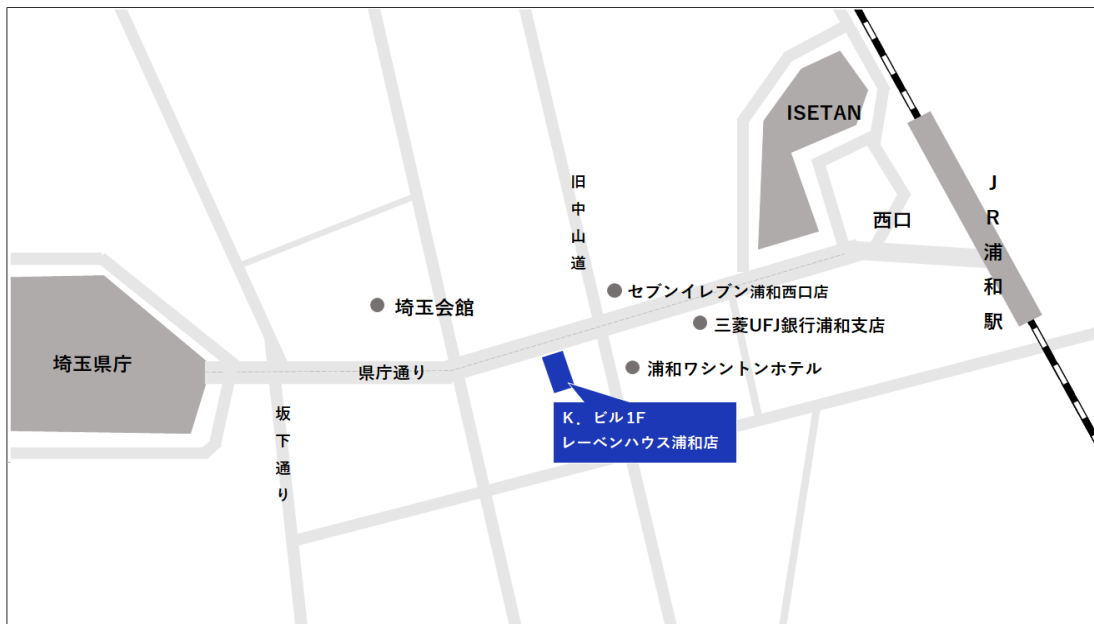 ISETAN
JR浦和駅
旧中山道
西口
セブンイレブン浦和西口店
埼玉会館
三菱UFJ銀行浦和支店
埼玉県庁
県庁通り
浦和ワシントンホテル
K．ビル1F
レーベンハウス浦和店
坂下通り